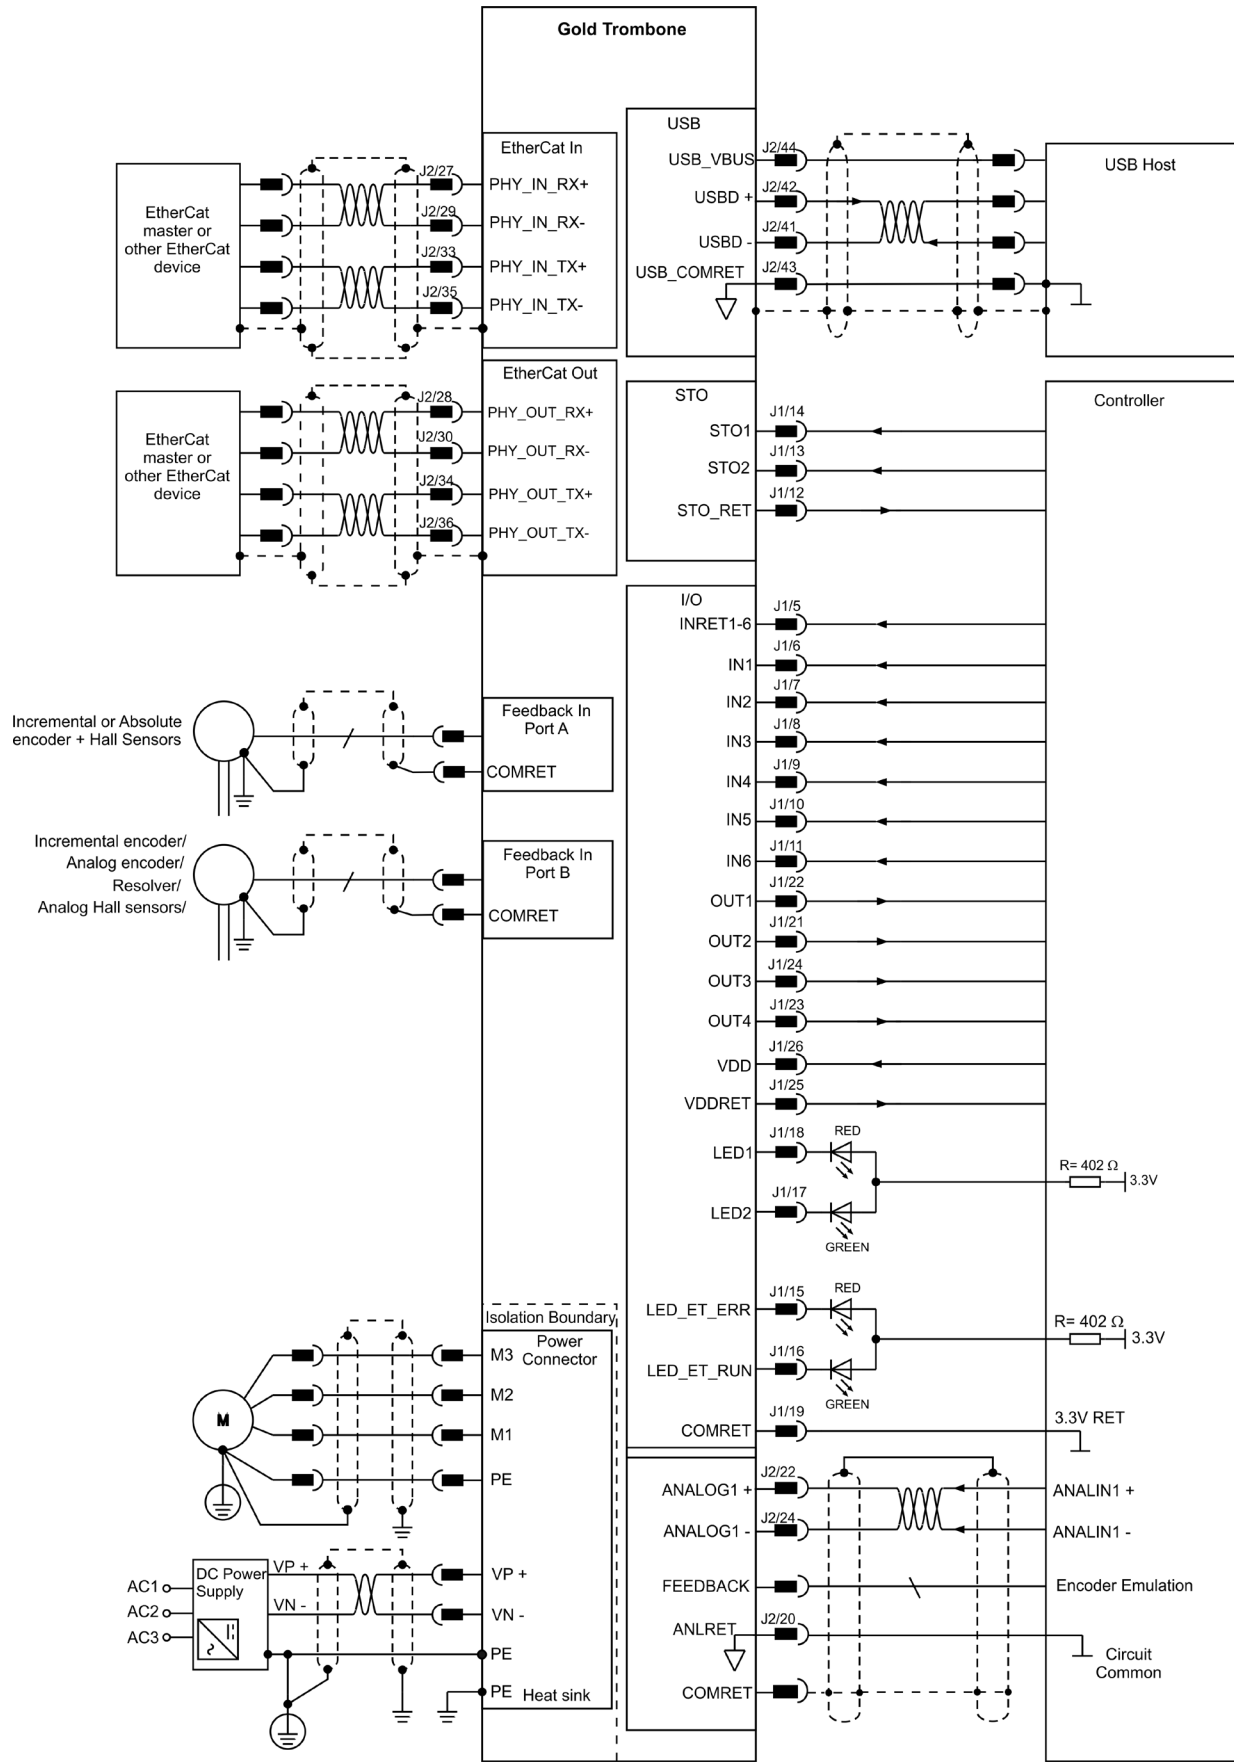 Gold Trombone
EtherCat
master or
other EtherCat
device
J2/27
J2/29
J2/33
J2/35
EtherCat In
PHY_IN_RX+
PHY_IN_RX-
PHY_IN_TX+
PHY_IN_TX-
EtherCat
master or
other EtherCat
device
J2/28
J2/30
J2/34
J2/36
EtherCat Out
PHY_OUT_RX+
PHY_OUT_RX-
PHY_OUT_TX+
PHY_OUT_TX-
Incremental or Absolute
encoder + Hall Sensors
Feedback In
Port A
COMRET
Incremental encoder/
Analog encoder/
Resolver/
Analog Hall sensors/
Feedback In
Port B
COMRET
Isolation Boundary
Power
Connector
M
M3
M2
M1
PE
AC1
AC2
AC3
DC Power
Supply
VP +
VN -
VP +
VN -
PE
PE
Heat sink
USB
USB_VBUS
USBD +
USBD -
USB_COMRET
J2/44
J2/42
J2/41
J2/43
USB Host
STO
STO1
STO2
STO_RET
J1/14
J1/13
J1/12
Controller
I/O
INRET1-6
J1/5
IN1
J1/6
IN2
J1/7
IN3
J1/8
IN4
J1/9
IN5
J1/10
IN6
J1/11
OUT1
J1/22
OUT2
J1/21
OUT3
J1/24
OUT4
J1/23
VDD
J1/26
VDDRET
J1/25
LED1
J1/18
RED
R= 402 Ω
3.3V
LED2
J1/17
GREEN
LED_ET_ERR
J1/15
RED
R= 402 Ω
3.3V
LED_ET_RUN
J1/16
GREEN
COMRET
J1/19
3.3V RET
ANALOG1 +
J2/22
ANALIN1 +
ANALOG1 -
J2/24
ANALIN1 -
FEEDBACK
Encoder Emulation
ANLRET
J2/20
Circuit
Common
COMRET